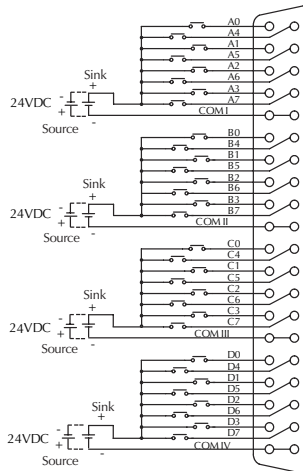 A0
A4
A1
A5
A2
A6
A3
A7
COM I
Sink
24VDC
- +
+ -
Source
B0
B4
B1
B5
B2
B6
B3
B7
COM II
Sink
24VDC
- +
+ -
Source
C0
C4
C1
C5
C2
C6
C3
C7
COM III
Sink
24VDC
- +
+ -
Source
D0
D4
D1
D5
D2
D6
D3
D7
COM IV
Sink
24VDC
- +
+ -
Source